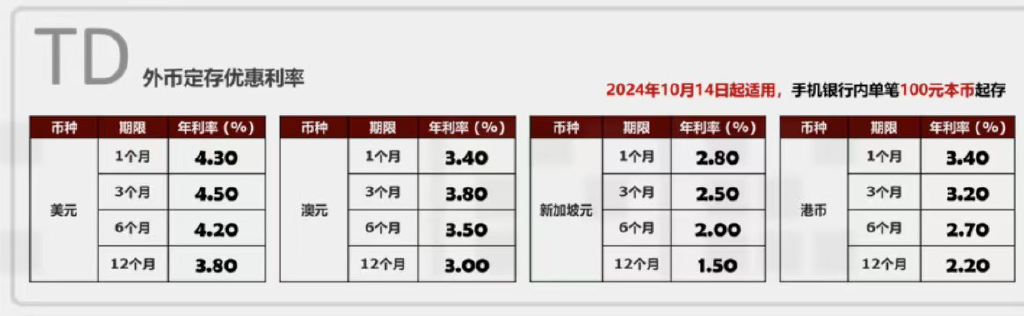 TD 外币定存优惠利率
2024年10月14日起适用，手机银行内单笔100元本币起存
币种 期限 年利率(%) 币种 期限 年利率(%) 币种 期限 年利率(%) 币种 期限 年利率(%)
1个月 4.30 1个月 3.40 1个月 2.80 1个月 3.40
3个月 4.50 3个月 3.80 3个月 2.50 3个月 3.20
美元 澳元 新加坡元 港币
6个月 4.20 6个月 3.50 6个月 2.00 6个月 2.70
12个月 3.80 12个月 3.00 12个月 1.50 12个月 2.20